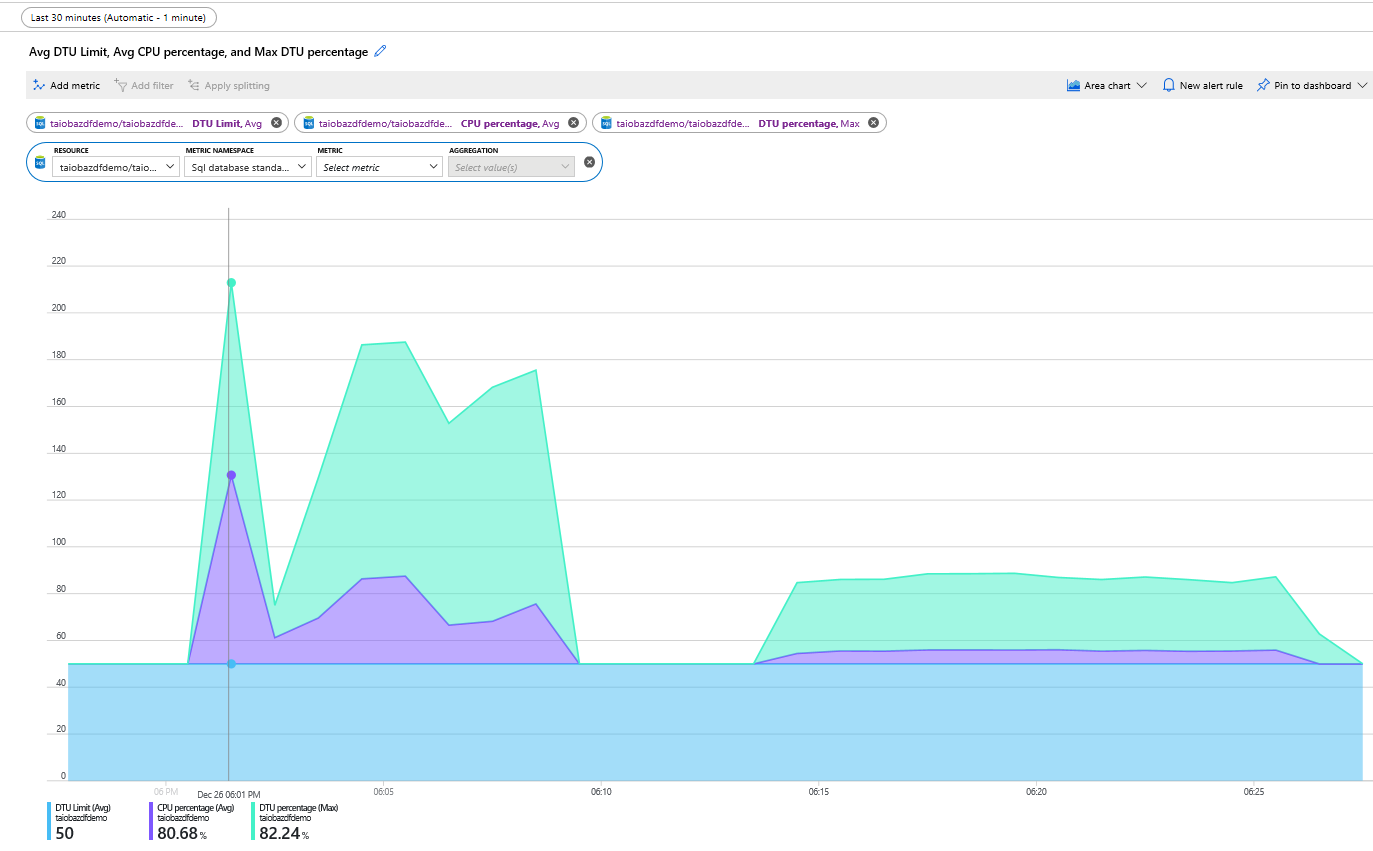 Last 30 minutes (Automatic - 1 minute)
Avg DTU Limit, Avg CPU percentage, and Max DTU percentage
Add metric Add filter Apply splitting Area chart New alert rule Pin to dashboard
taiobazdfdemo/taiobazdfde... DTU Limit, Avg taiobazdfdemo/taiobazdfde... CPU percentage, Avg taiobazdfdemo/taiobazdfde... DTU percentage, Max
RESOURCE METRIC NAMESPACE METRIC AGGREGATION
taiobazdfdemo/taio... Sql database standa... Select metric Select value(s)
240
220
200
180
160
140
120
100
80
60
40
20
0
06 PM Dec 26 06:01 PM 06:05 06:10 06:15 06:20 06:25
DTU Limit (Avg) CPU percentage (Avg) DTU percentage (Max)
taiobazdfdemo taiobazdfdemo taiobazdfdemo
50 80.68 % 82.24 %